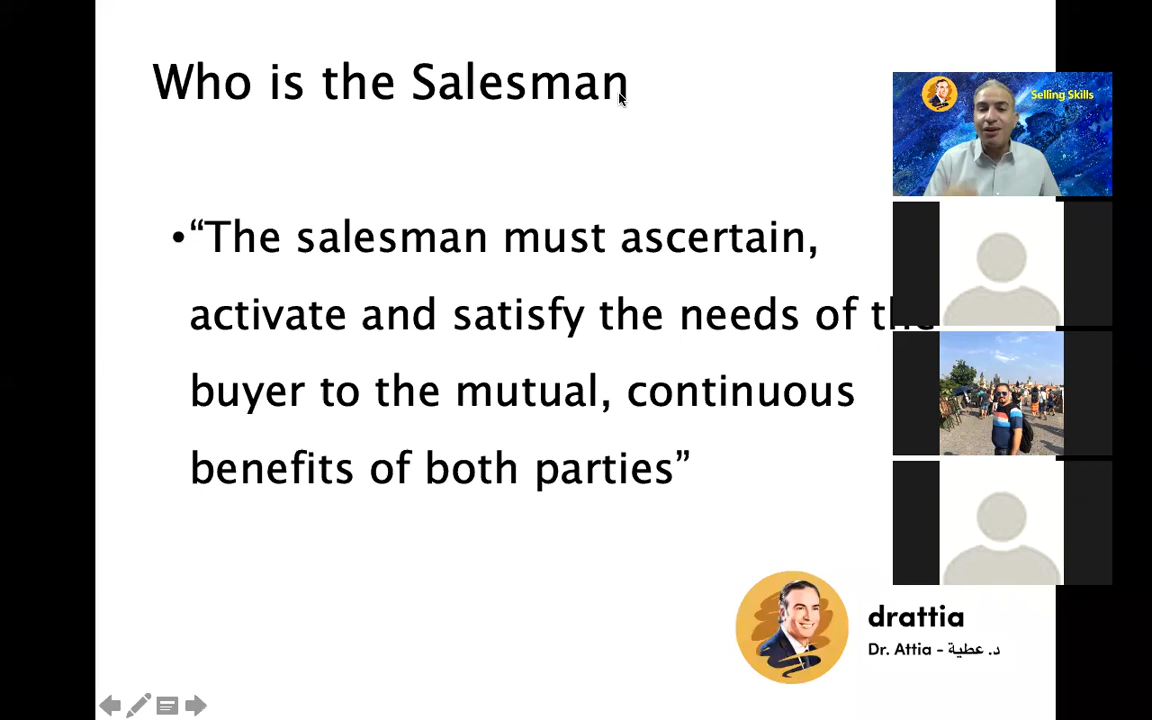 Who is the Salesman
Selling Skills
•“The salesman must ascertain,
activate and satisfy the needs of the
buyer to the mutual, continuous
benefits of both parties”
drattia
Dr. Attia - د. عطية